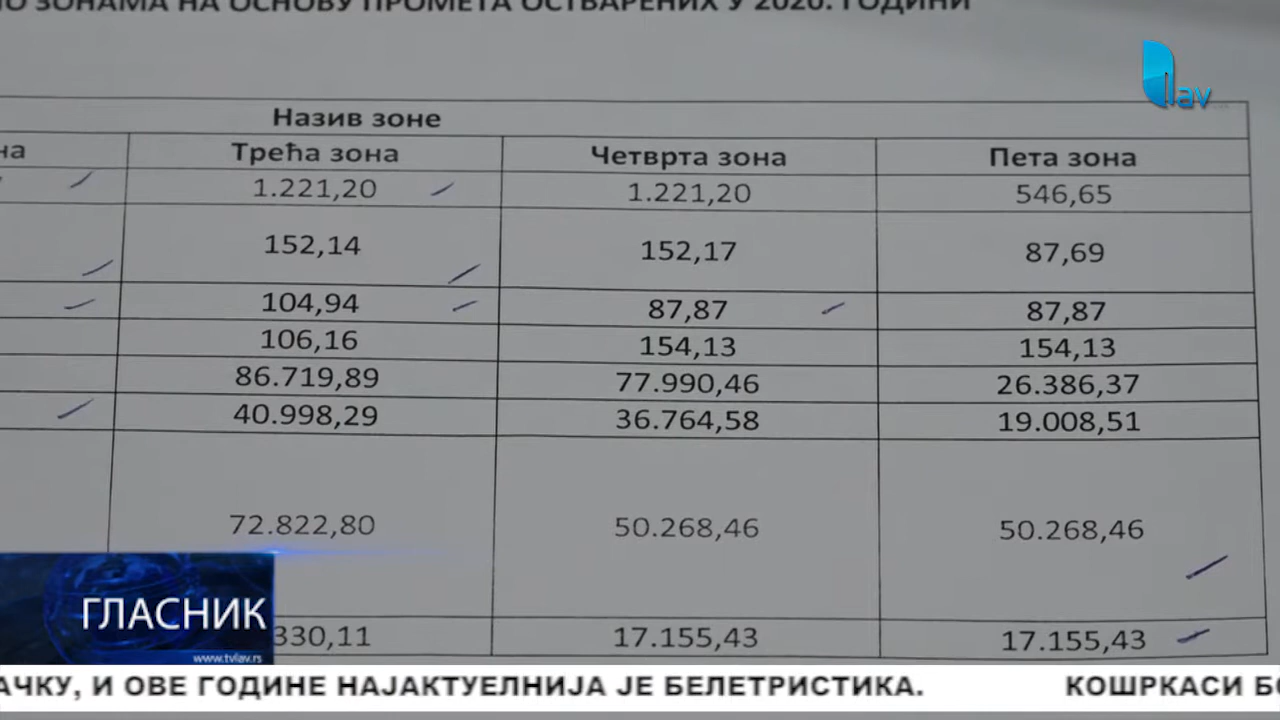 ЗОНАМА НА ОСНОВУ ПРОМЕТА ОСТВАРЕНИХ У 2020. ГОДИНИ
lav
Назив зоне
Трећа зона Четврта зона Пета зона
1.221,20 1.221,20 546,65
152,14 152,17 87,69
104,94 87,87 87,87
106,16 154,13 154,13
86.719,89 77.990,46 26.386,37
40.998,29 36.764,58 19.008,51
72.822,80 50.268,46 50.268,46
330,11 17.155,43 17.155,43
ГЛАСНИК
www.tvlav.rs
АЧКУ, И ОВЕ ГОДИНЕ НАЈАКТУЕЛНИЈА ЈЕ БЕЛЕТРИСТИКА. КОШРКАСИ